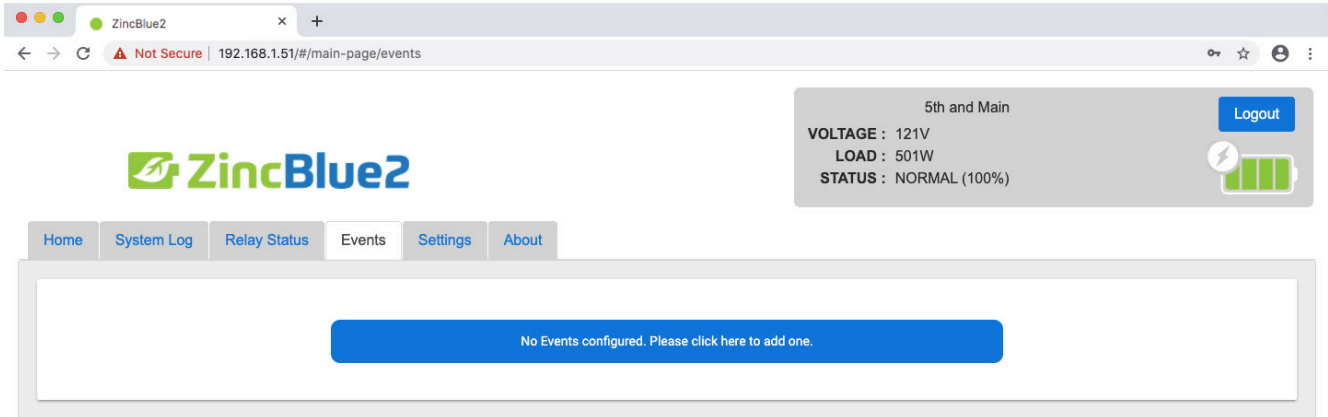 ZincBlue2
Not Secure | 192.168.1.51/#/main-page/events
5th and Main
Logout
VOLTAGE : 121V
LOAD : 501W
STATUS : NORMAL (100%)
ZincBlue2
Home System Log Relay Status Events Settings About
No Events configured. Please click here to add one.